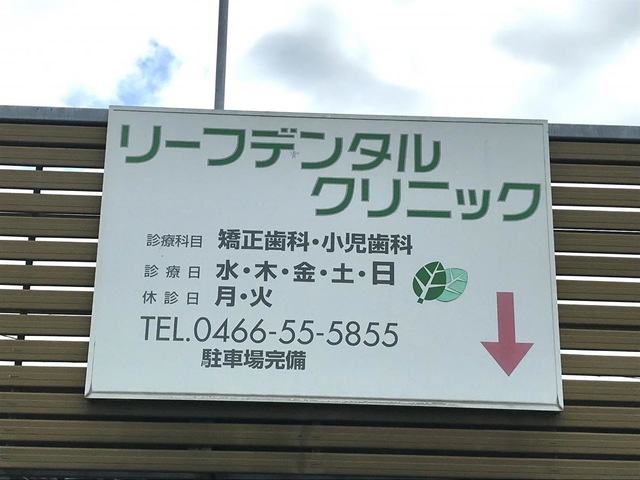 リーフデンタル
クリニック
診療科目 矯正歯科・小児歯科
診療日 水・木・金・土・日
休診日 月・火
TEL.0466-55-5855
駐車場完備